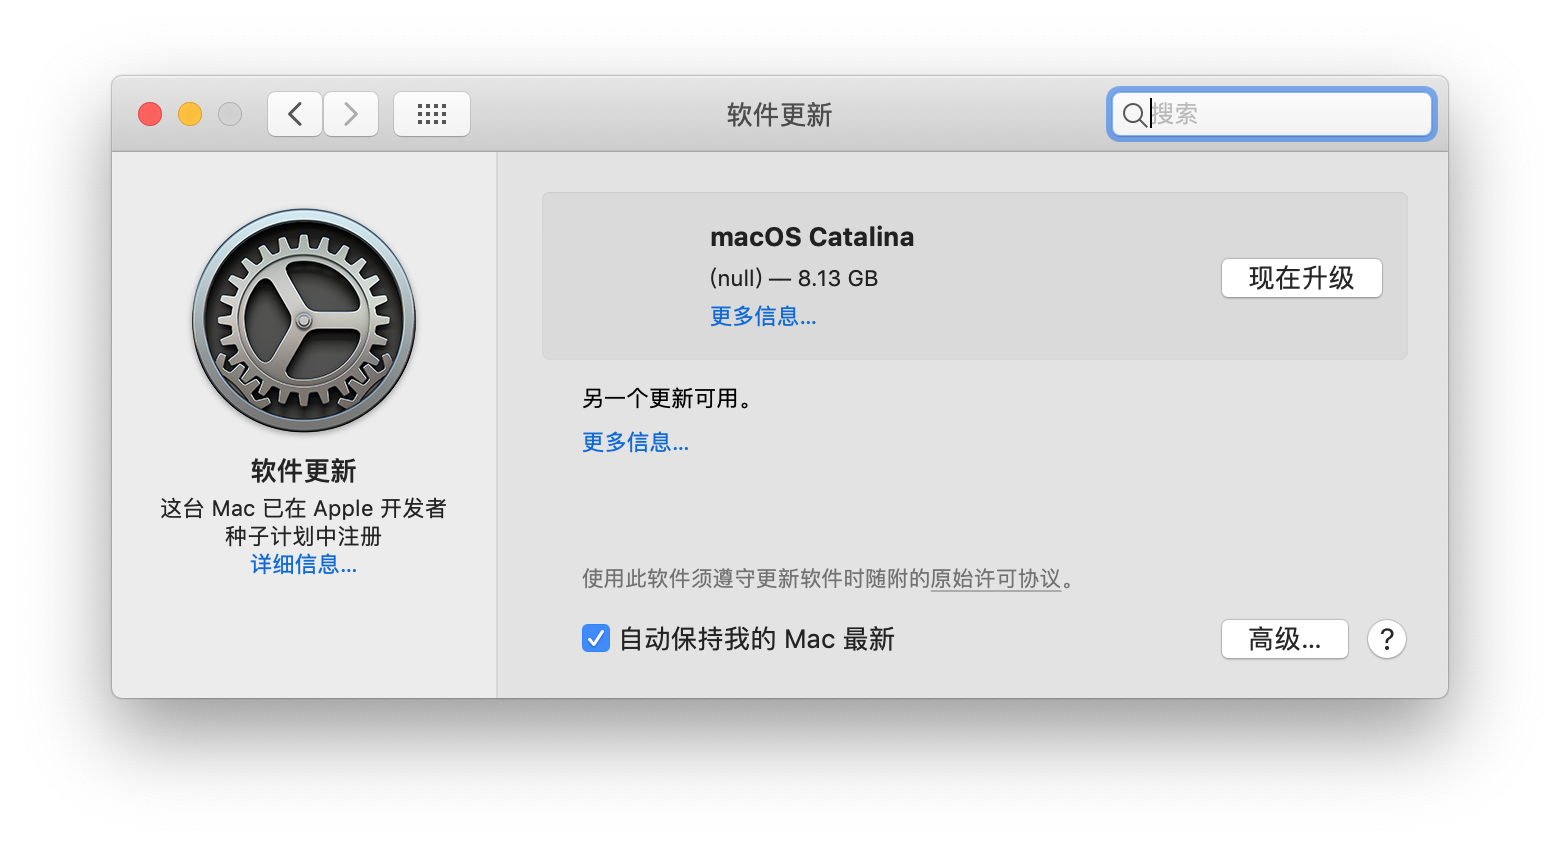 软件更新
搜索
软件更新
这台 Mac 已在 Apple 开发者
种子计划中注册
详细信息...
macOS Catalina
(null) — 8.13 GB
更多信息...
现在升级
另一个更新可用。
更多信息...
使用此软件须遵守更新软件时随附的原始许可协议。
自动保持我的 Mac 最新
高级...
?